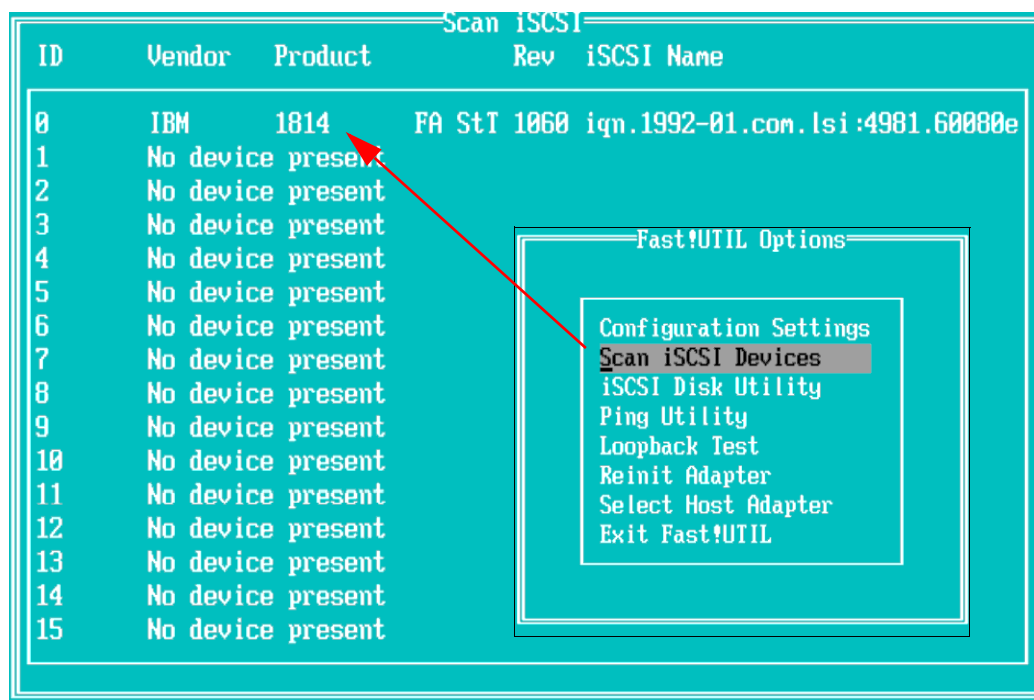 Scan iSCSI
ID Vendor Product Rev iSCSI Name
0 IBM 1814 FA StT 1060 iqn.1992-01.com.lsi:4981.60080e
1 No device present
2 No device present
3 No device present
4 No device present
5 No device present
6 No device present
7 No device present
8 No device present
9 No device present
10 No device present
11 No device present
12 No device present
13 No device present
14 No device present
15 No device present
Fast!UTIL Options
Configuration Settings
Scan iSCSI Devices
iSCSI Disk Utility
Ping Utility
Loopback Test
Reinit Adapter
Select Host Adapter
Exit Fast!UTIL